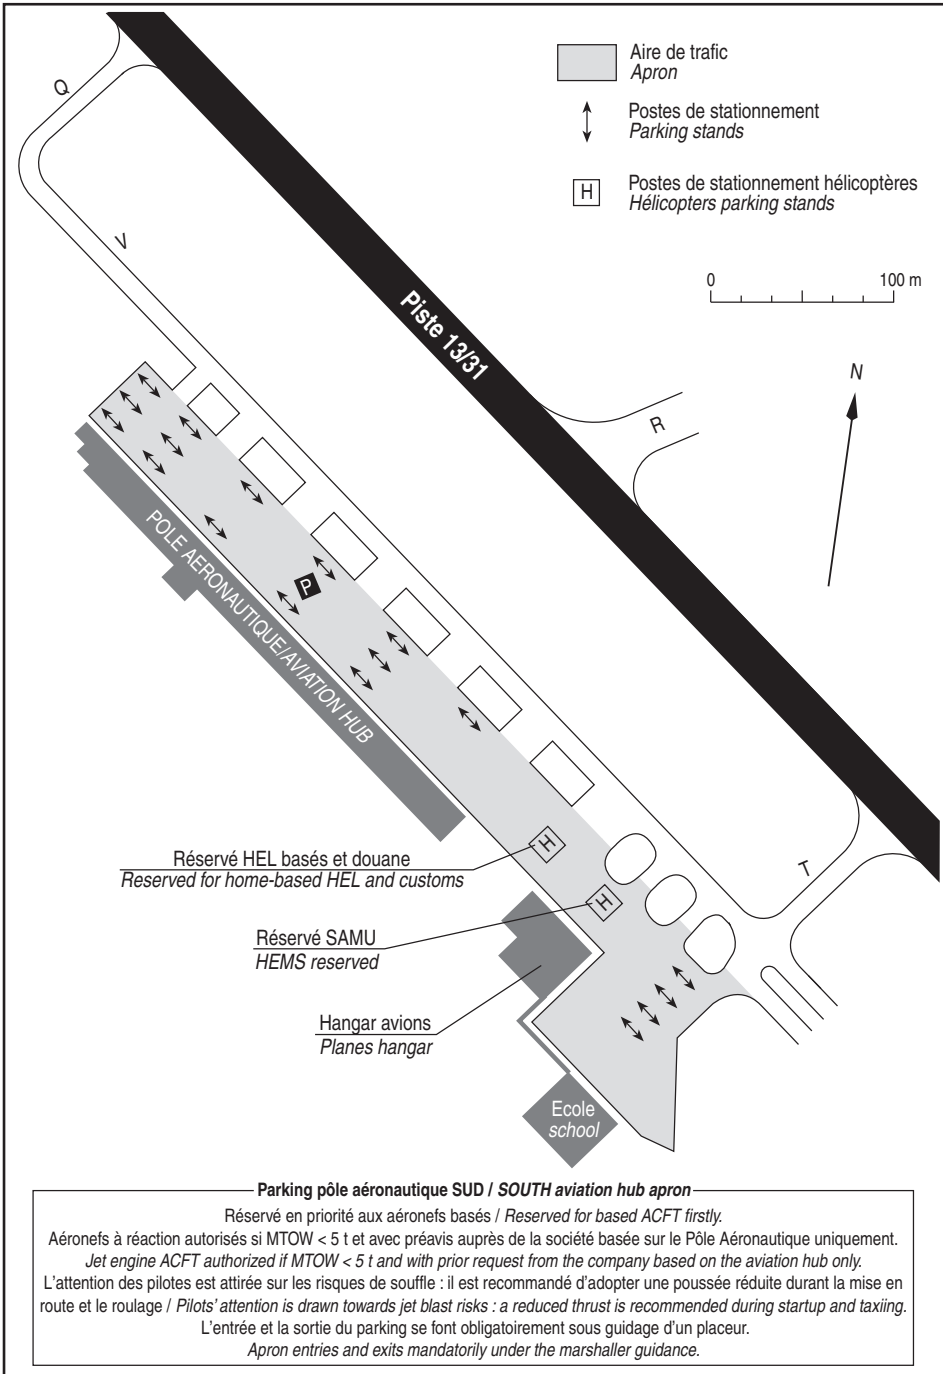 Aire de trafic
Apron
Q
Postes de stationnement
Parking stands
H
Postes de stationnement hélicoptères
Hélicopters parking stands
V
0
100 m
Piste 13/31
N
R
P
POLE AERONAUTIQUE/AVIATION HUB
H
Réservé HEL basés et douane
Reserved for home-based HEL and customs
T
H
Réservé SAMU
HEMS reserved
Hangar avions
Planes hangar
Ecole
school
Parking pôle aéronautique SUD / SOUTH aviation hub apron
Réservé en priorité aux aéronefs basés / Reserved for based ACFT firstly.
Aéronefs à réaction autorisés si MTOW < 5 t et avec préavis auprès de la société basée sur le Pôle Aéronautique uniquement.
Jet engine ACFT authorized if MTOW < 5 t and with prior request from the company based on the aviation hub only.
L'attention des pilotes est attirée sur les risques de souffle : il est recommandé d'adopter une poussée réduite durant la mise en
route et le roulage / Pilots' attention is drawn towards jet blast risks : a reduced thrust is recommended during startup and taxiing.
L'entrée et la sortie du parking se font obligatoirement sous guidage d'un placeur.
Apron entries and exits mandatorily under the marshaller guidance.